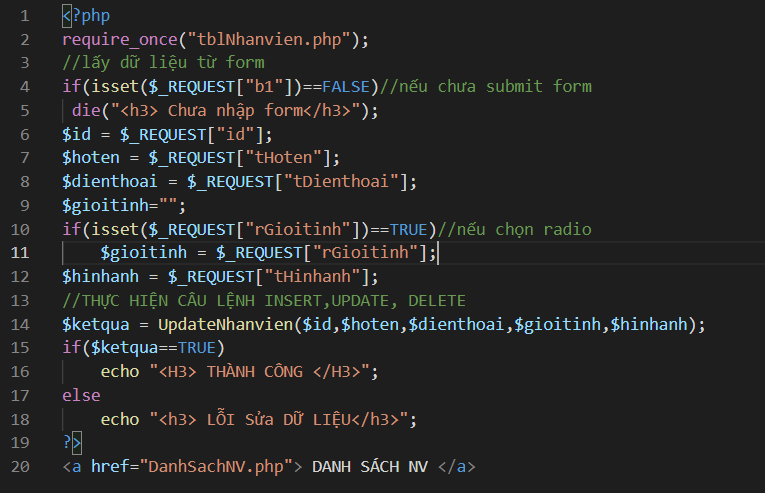 1 <?php
2 require_once("tblNhanvien.php");
3 //lấy dữ liệu từ form
4 if(isset($_REQUEST["b1"])==FALSE)//nếu chưa submit form
5  die("<h3> Chưa nhập form</h3>");
6 $id = $_REQUEST["id"];
7 $hoten = $_REQUEST["tHoten"];
8 $dienthoai = $_REQUEST["tDienthoai"];
9 $gioitinh="";
10 if(isset($_REQUEST["rGioitinh"])==TRUE)//nếu chọn radio
11     $gioitinh = $_REQUEST["rGioitinh"];
12 $hinhanh = $_REQUEST["tHinhanh"];
13 //THỰC HIỆN CÂU LỆNH INSERT,UPDATE, DELETE
14 $ketqua = UpdateNhanvien($id,$hoten,$dienthoai,$gioitinh,$hinhanh);
15 if($ketqua==TRUE)
16     echo "<H3> THÀNH CÔNG </H3>";
17 else
18     echo "<h3> LỖI Sửa DỮ LIỆU</h3>";
19 ?>
20 <a href="DanhSachNV.php"> DANH SÁCH NV </a>